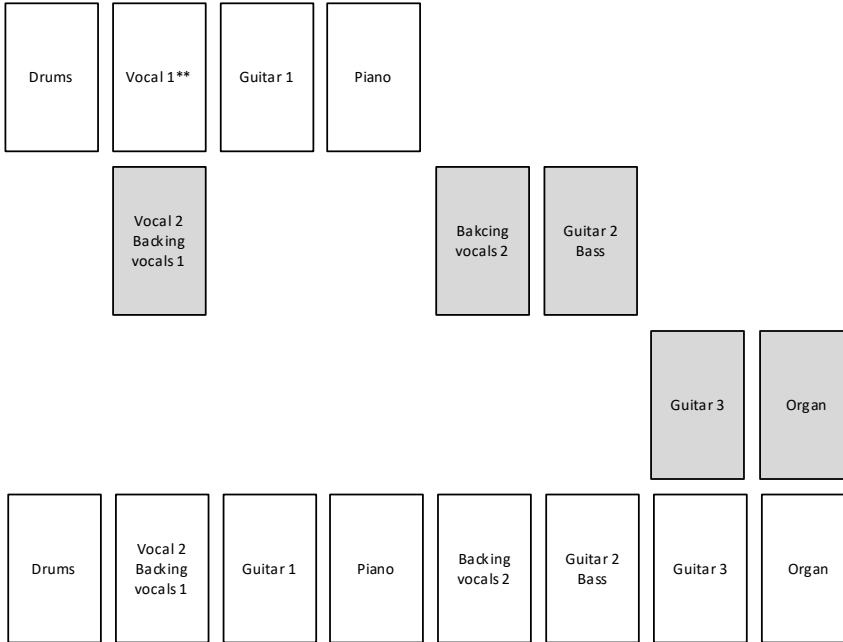 Drums
Vocal 1**
Guitar 1
Piano
Vocal 2
Backing
vocals 1
Bakcing
vocals 2
Guitar 2
Bass
Guitar 3
Organ
Drums
Vocal 2
Backing
vocals 1
Guitar 1
Piano
Backing
vocals 2
Guitar 2
Bass
Guitar 3
Organ